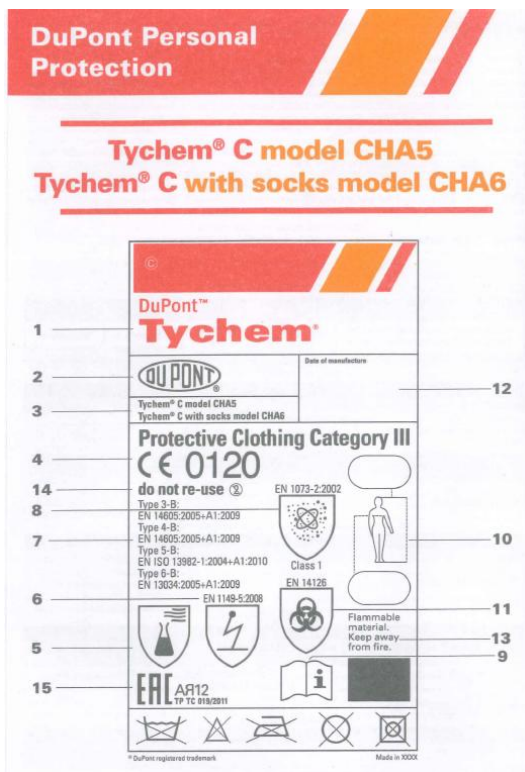 DuPont Personal
Protection
Tychem® C model CHA5
Tychem® C with socks model CHA6
©
DuPont™
1
Tychem®
2
DU PONT®
Date of manufacture
12
3
Tychem® C model CHA5
Tychem® C with socks model CHA6
Protective Clothing Category III
4
CE 0120
14
do not re-use
EN 1073-2:2002
8
Type 3-B:
EN 14605:2005+A1:2009
Type 4-B:
7
EN 14605:2005+A1:2009
10
Type 5-B:
EN ISO 13982-1:2004+A1:2010
Class 1
Type 6-B:
EN 13034:2005+A1:2009
EN 14126
6
EN 1149-5:2008
11
Flammable
material.
Keep away
13
from fire.
5
9
i
15
EAC
АЯ12
TP TC 019/2011
® DuPont registered trademark
Made in XXXX